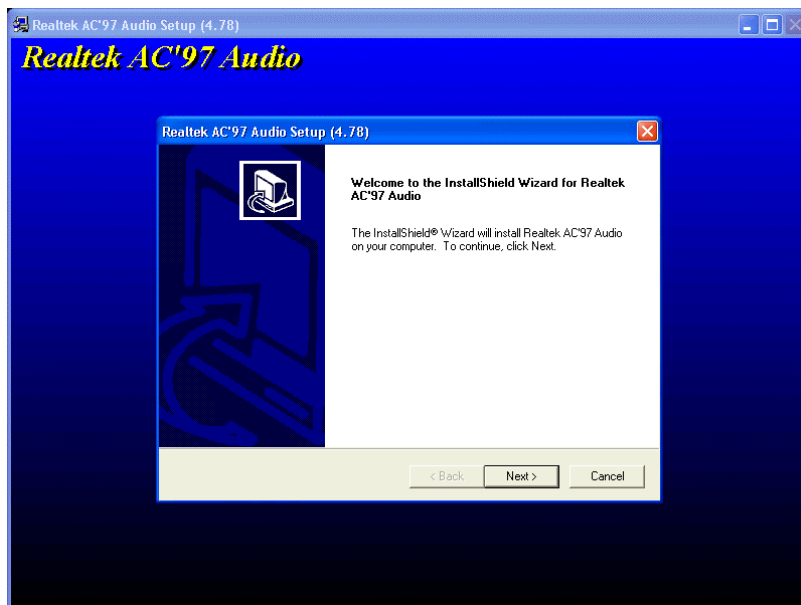 Realtek AC'97 Audio Setup (4.78)
Realtek AC'97 Audio
Realtek AC'97 Audio Setup (4.78)
Welcome to the InstallShield Wizard for Realtek
AC'97 Audio
The InstallShield® Wizard will install Realtek AC'97 Audio
on your computer. To continue, click Next.
< Back
Next >
Cancel